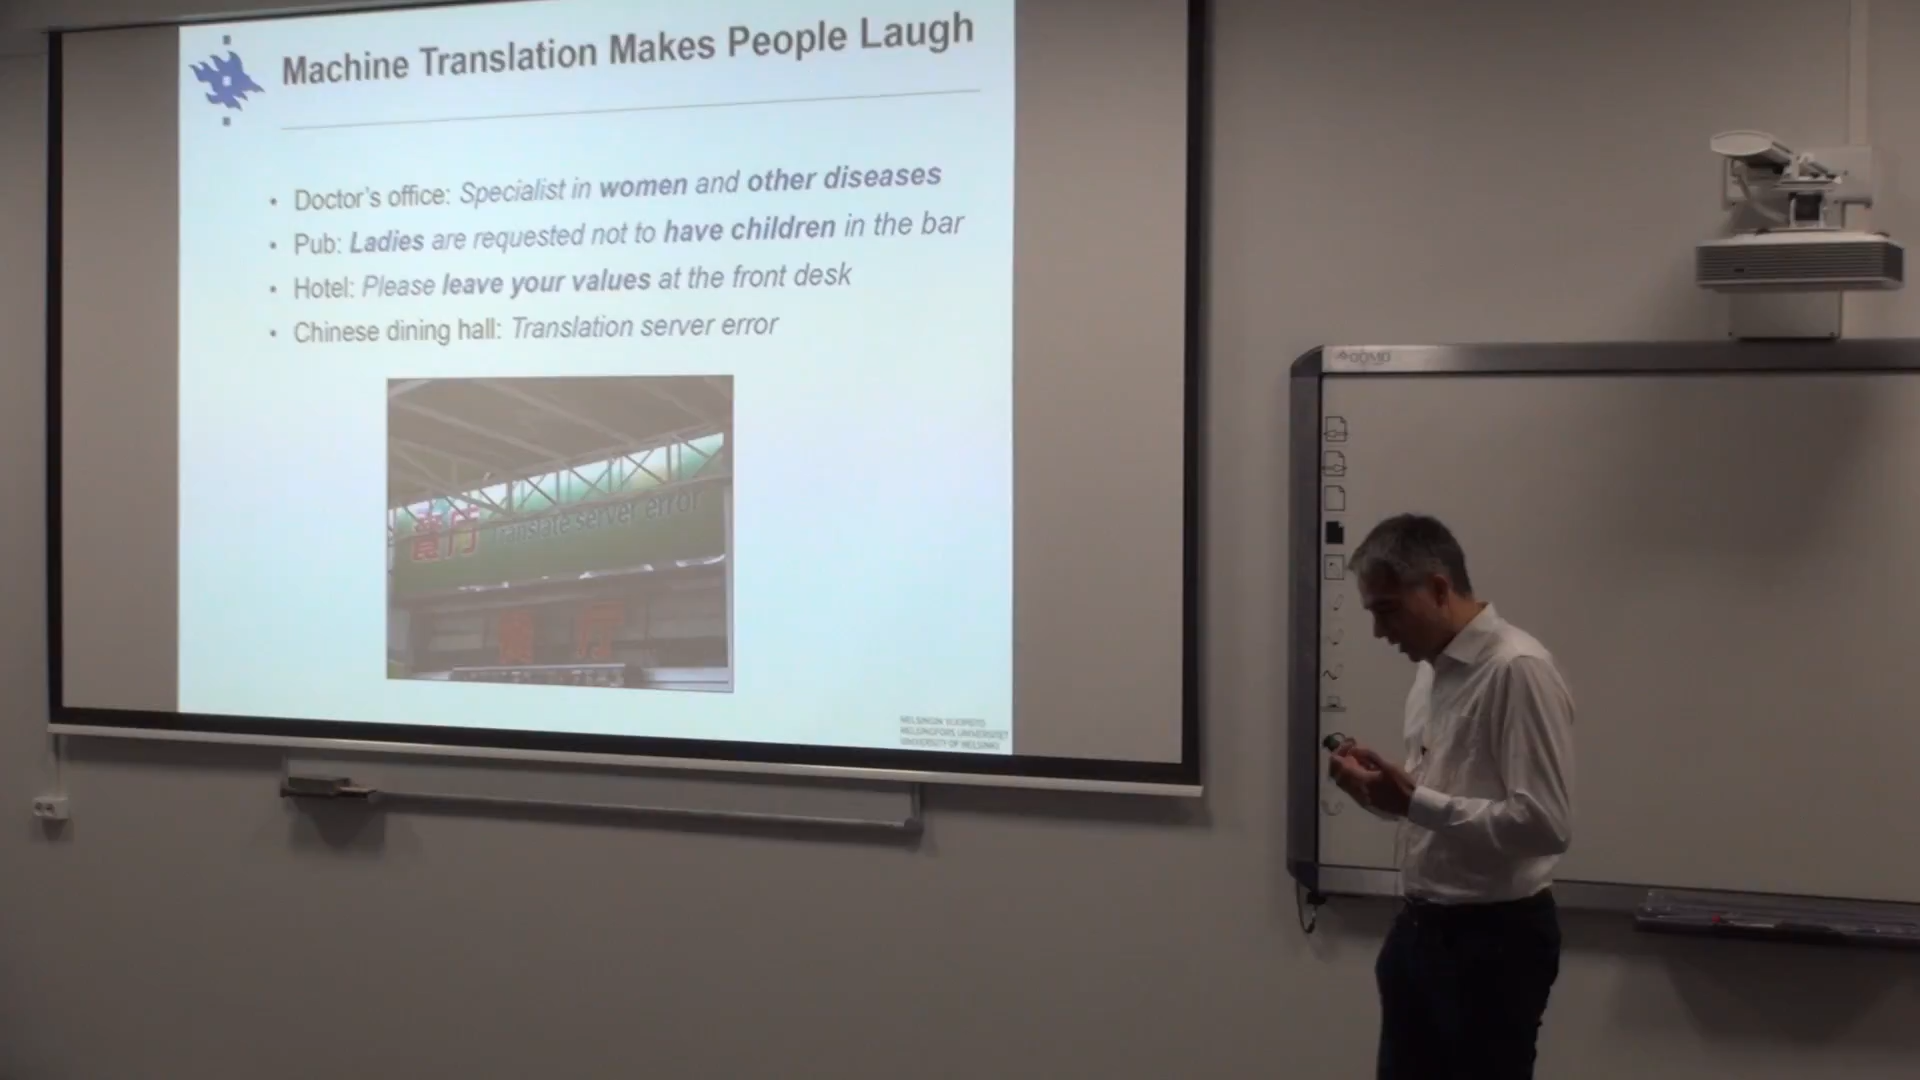 Machine Translation Makes People Laugh
• Doctor's office: Specialist in women and other diseases
• Pub: Ladies are requested not to have children in the bar
• Hotel: Please leave your values at the front desk
• Chinese dining hall: Translation server error
餐厅 Translate server error
餐厅
HELSINGIN YLIOPISTO
HELSINGFORS UNIVERSITET
UNIVERSITY OF HELSINKI
QOMO